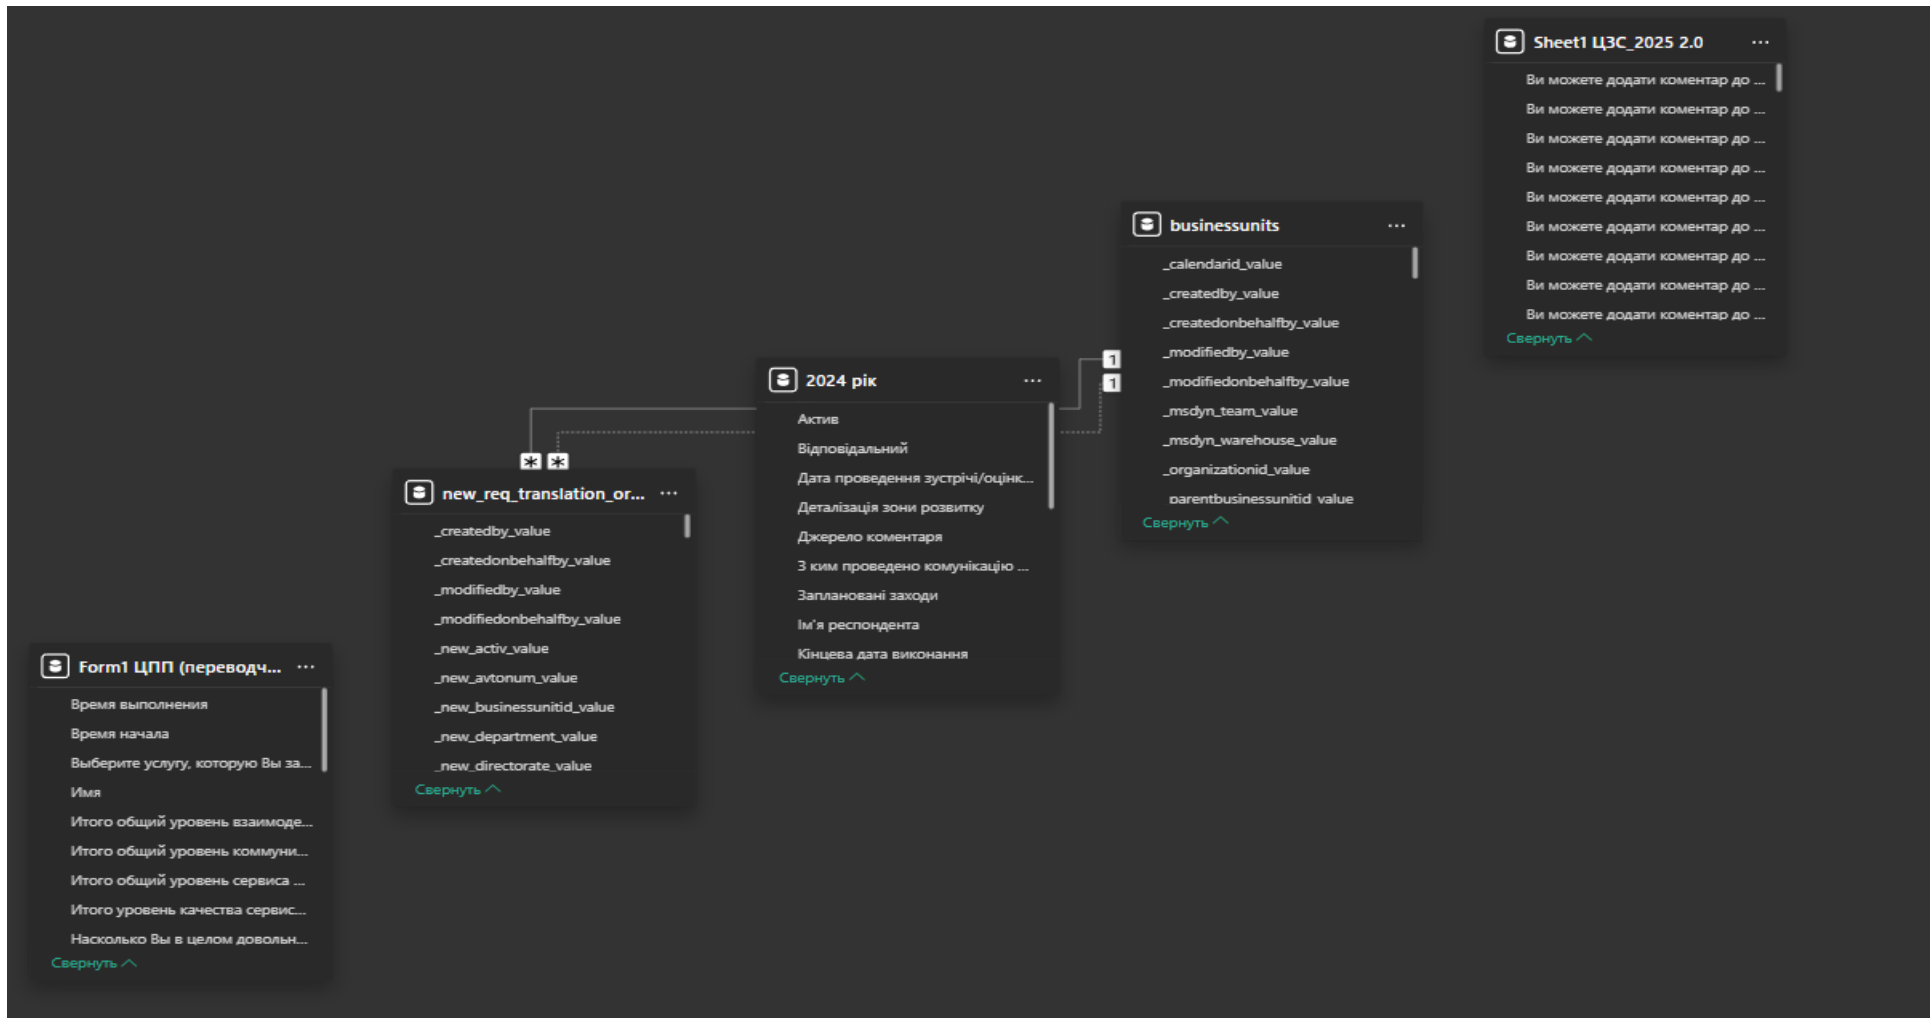 Sheet1 ЦЗС_2025 2.0
Ви можете додати коментар до ...
Ви можете додати коментар до ...
Ви можете додати коментар до ...
Ви можете додати коментар до ...
Ви можете додати коментар до ...
Ви можете додати коментар до ...
Ви можете додати коментар до ...
Ви можете додати коментар до ...
Ви можете додати коментар до ...
Свернуть
businessunits
_calendarid_value
_createdby_value
_createdonbehalfby_value
_modifiedby_value
_modifiedonbehalfby_value
_msdyn_team_value
_msdyn_warehouse_value
_organizationid_value
_parentbusinessunitid_value
Свернуть
1
1
2024 рік
Актив
Відповідальний
Дата проведення зустрічі/оцінк...
Деталізація зони розвитку
Джерело коментаря
З ким проведено комунікацію ...
Заплановані заходи
Ім'я респондента
Кінцева дата виконання
Свернуть
* *
new_req_translation_or...
_createdby_value
_createdonbehalfby_value
_modifiedby_value
_modifiedonbehalfby_value
_new_activ_value
_new_avtonum_value
_new_businessunitid_value
_new_department_value
_new_directorate_value
Свернуть
Form1 ЦПП (переводч...
Время выполнения
Время начала
Выберите услугу, которую Вы за...
Имя
Итого общий уровень взаимоде...
Итого общий уровень коммуни...
Итого общий уровень сервиса ...
Итого уровень качества сервис...
Насколько Вы в целом довольн...
Свернуть